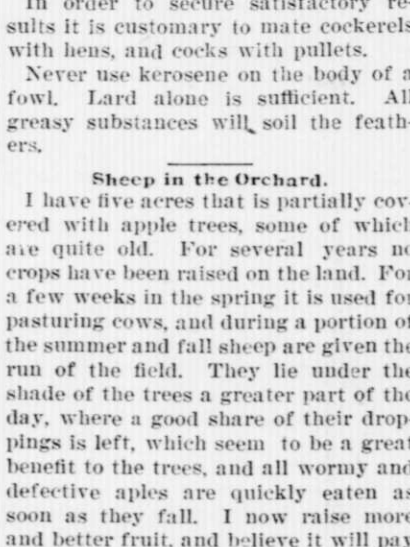 In order to secure satisfactory re-
sults it is customary to mate cockerels
with hens, and cocks with pullets.
Never use kerosene on the body of a
fowl. Lard alone is sufficient. All
greasy substances will soil the feath-
ers.
Sheep in the Orchard.
I have five acres that is partially cov-
ered with apple trees, some of which
are quite old. For several years no
crops have been raised on the land. For
a few weeks in the spring it is used for
pasturing cows, and during a portion of
the summer and fall sheep are given the
run of the field. They lie under the
shade of the trees a greater part of the
day, where a good share of their drop-
pings is left, which seem to be a great
benefit to the trees, and all wormy and
defective aples are quickly eaten as
soon as they fall. I now raise more
and better fruit, and believe it will pay